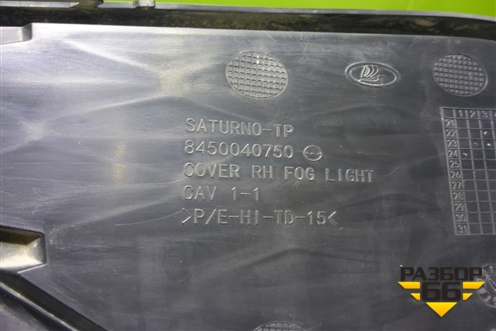 SATURNO-TP
8450040750
COVER RH FOG LIGHT
CAV 1-1
>P/E-HI-TD-15<
РАЗБОР
66